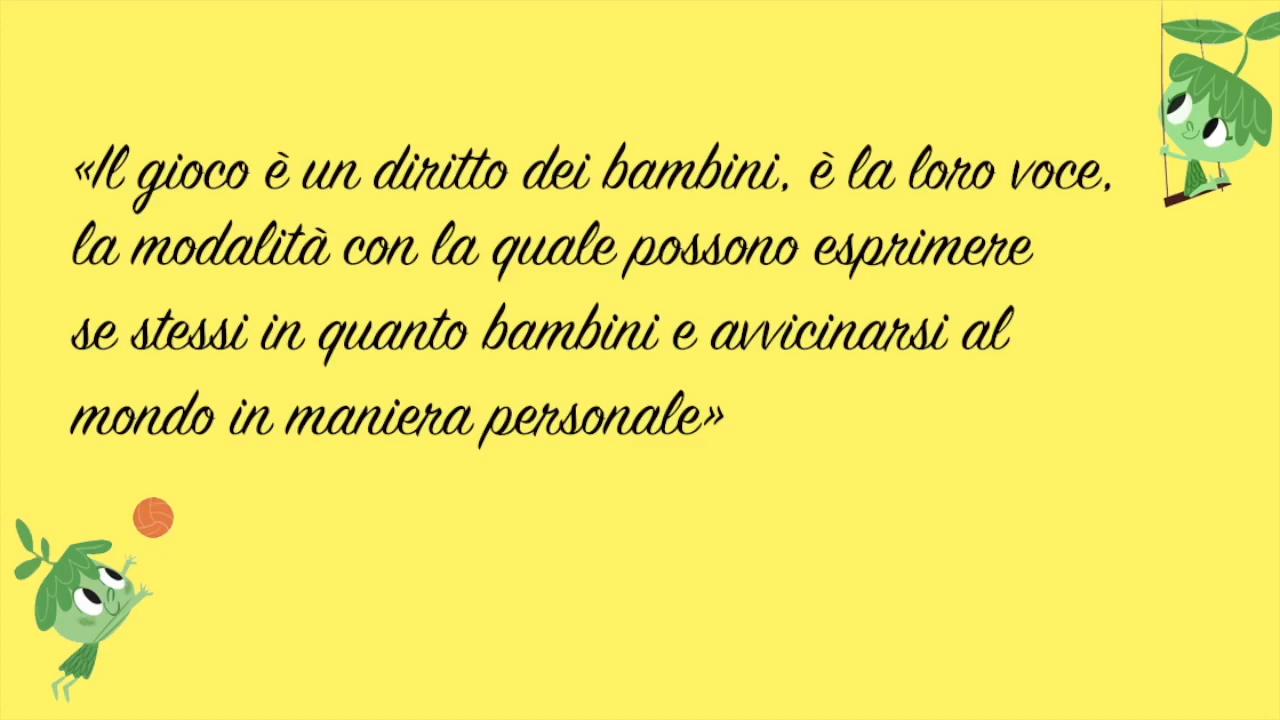 «Il gioco è un diritto dei bambini, è la loro voce,
la modalità con la quale possono esprimere
se stessi in quanto bambini e avvicinarsi al
mondo in maniera personale»